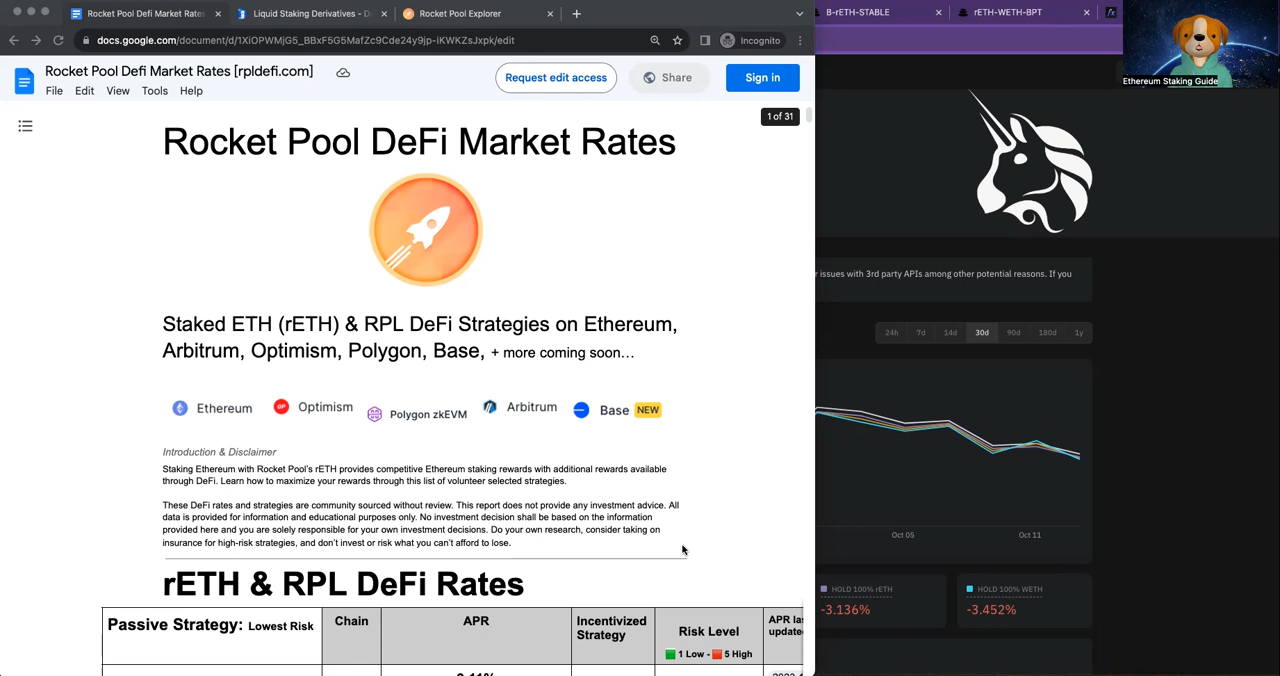 Rocket Pool Defi Market Rates
Liquid Staking Derivatives - D
Rocket Pool Explorer
B-rETH-STABLE
rETH-WETH-BPT
docs.google.com/document/d/1XiOPWMjG5_BBxF5G5MafZc9Cde24y9jp-iKWKZsJxpk/edit
Incognito
Ethereum Staking Guide
Rocket Pool Defi Market Rates [rpldefi.com]
File Edit View Tools Help
Request edit access
Share
Sign in
1 of 31
Rocket Pool DeFi Market Rates
Staked ETH (rETH) & RPL DeFi Strategies on Ethereum,
Arbitrum, Optimism, Polygon, Base, + more coming soon…
Ethereum
OP
Optimism
Polygon zkEVM
Arbitrum
Base
NEW
Introduction & Disclaimer
Staking Ethereum with Rocket Pool's rETH provides competitive Ethereum staking rewards with additional rewards available
through DeFi. Learn how to maximize your rewards through this list of volunteer selected strategies.
These DeFi rates and strategies are community sourced without review. This report does not provide any investment advice. All
data is provided for information and educational purposes only. No investment decision shall be based on the information
provided here and you are solely responsible for your own investment decisions. Do your own research, consider taking on
insurance for high-risk strategies, and don't invest or risk what you can't afford to lose.
rETH & RPL DeFi Rates
Passive Strategy: Lowest Risk
Chain
APR
Incentivized
Strategy
Risk Level
1 Low - 5 High
APR las
update
r issues with 3rd party APIs among other potential reasons. If you
24h 7d 14d 30d 90d 180d 1y
Oct 05
Oct 11
HOLD 100% rETH
-3.136%
HOLD 100% WETH
-3.452%